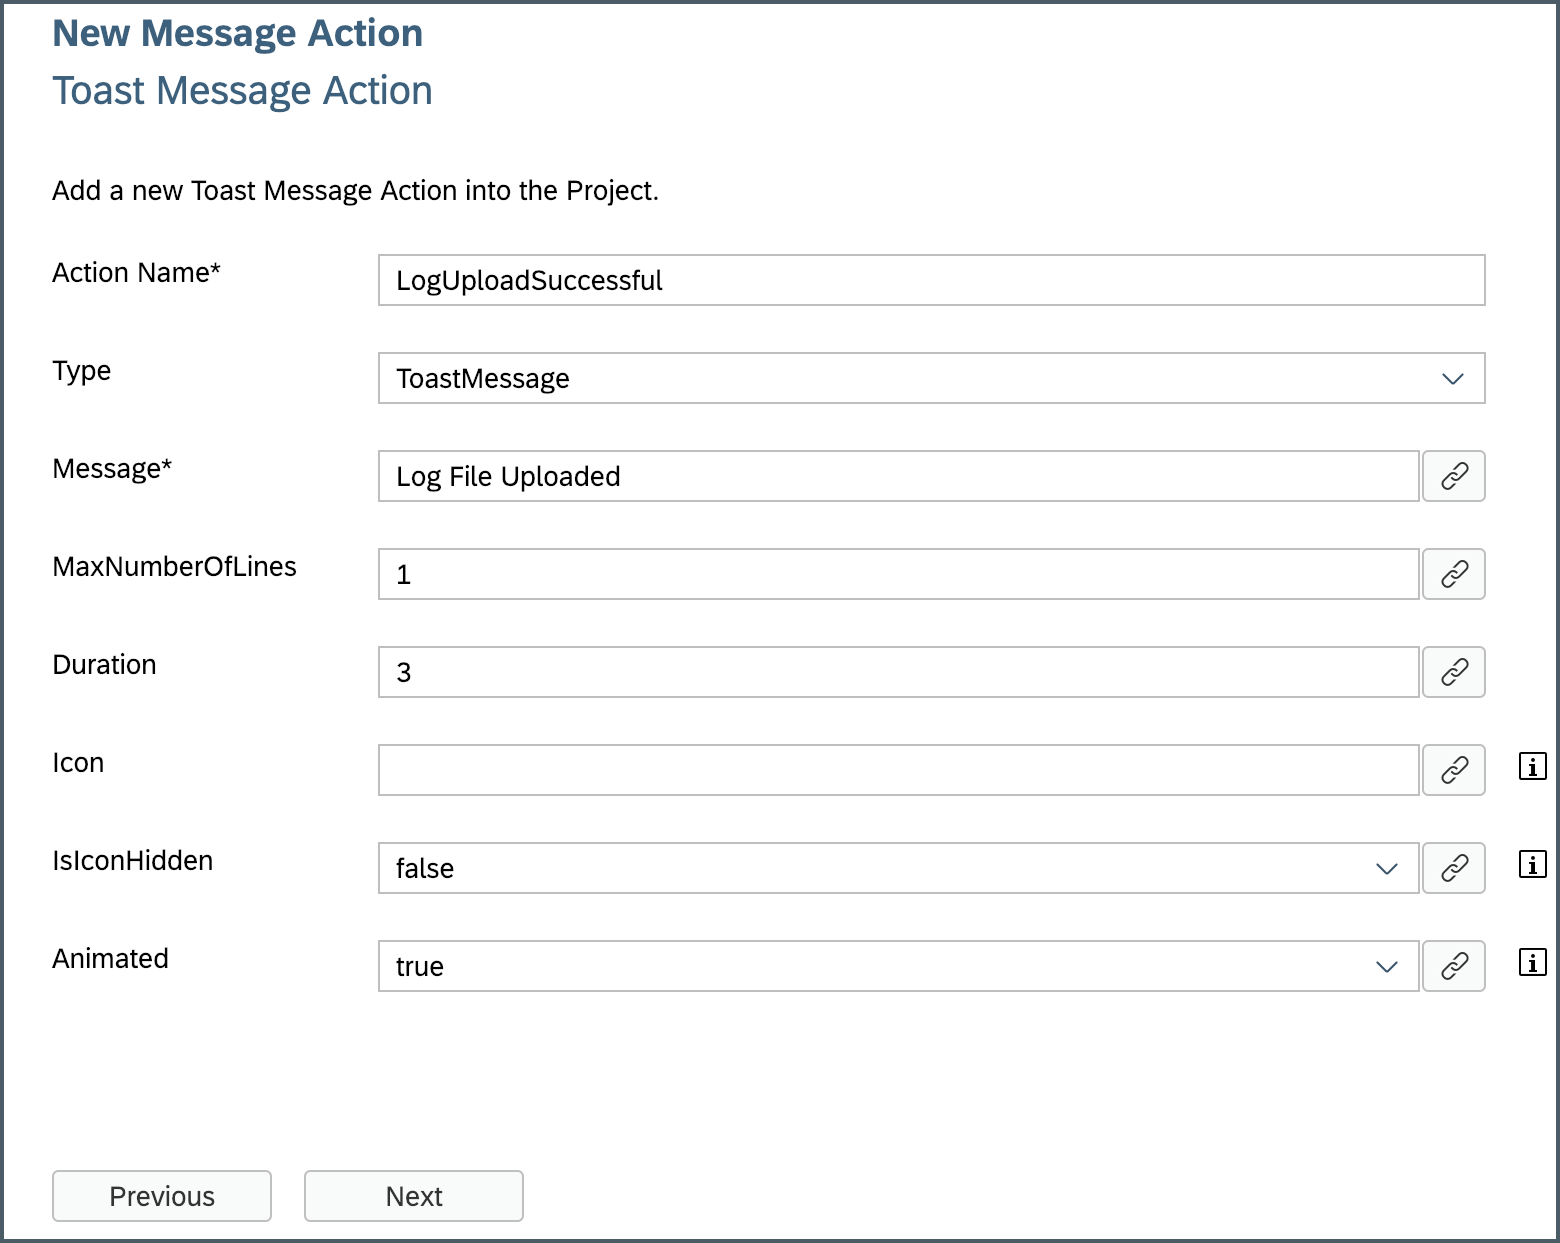 New Message Action
Toast Message Action
Add a new Toast Message Action into the Project.
Action Name*
LogUploadSuccessful
Type
ToastMessage
Message*
Log File Uploaded
MaxNumberOfLines
1
Duration
3
Icon
IsIconHidden
false
Animated
true
Previous
Next